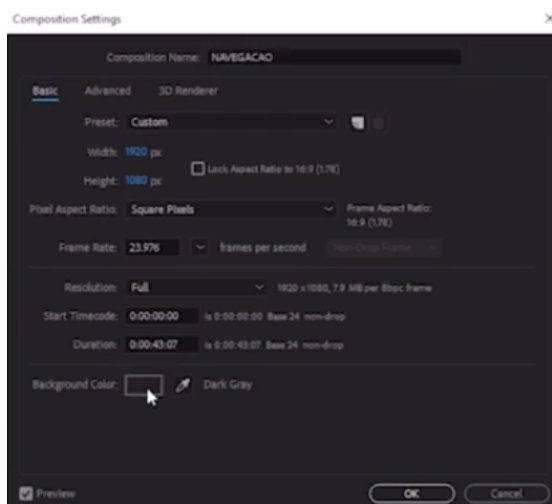 Composition Settings
Composition Name: NAVEGACAO
Basic Advanced 3D Renderer
Preset: Custom
Width: 1920 px
Lock Aspect Ratio to 16:9 (1.78)
Height: 1080 px
Pixel Aspect Ratio: Square Pixels Frame Aspect Ratio:
16:9 (1.78)
Frame Rate: 23.976 frames per second Non-Drop Frame
Resolution: Full 1920 x 1080, 7.9 MB per 8bpc frame
Start Timecode: 0:00:00:00 is 0:00:00:00 Base 24 non-drop
Duration: 0:00:43:07 is 0:00:43:07 Base 24 non-drop
Background Color: Dark Gray
Preview OK Cancel